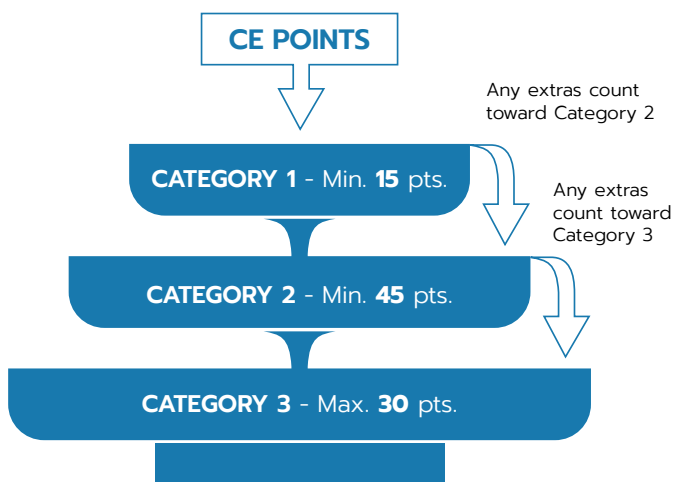 CE POINTS
Any extras count
toward Category 2
CATEGORY 1 - Min. 15 pts.
Any extras
count toward
Category 3
CATEGORY 2 - Min. 45 pts.
CATEGORY 3 - Max. 30 pts.